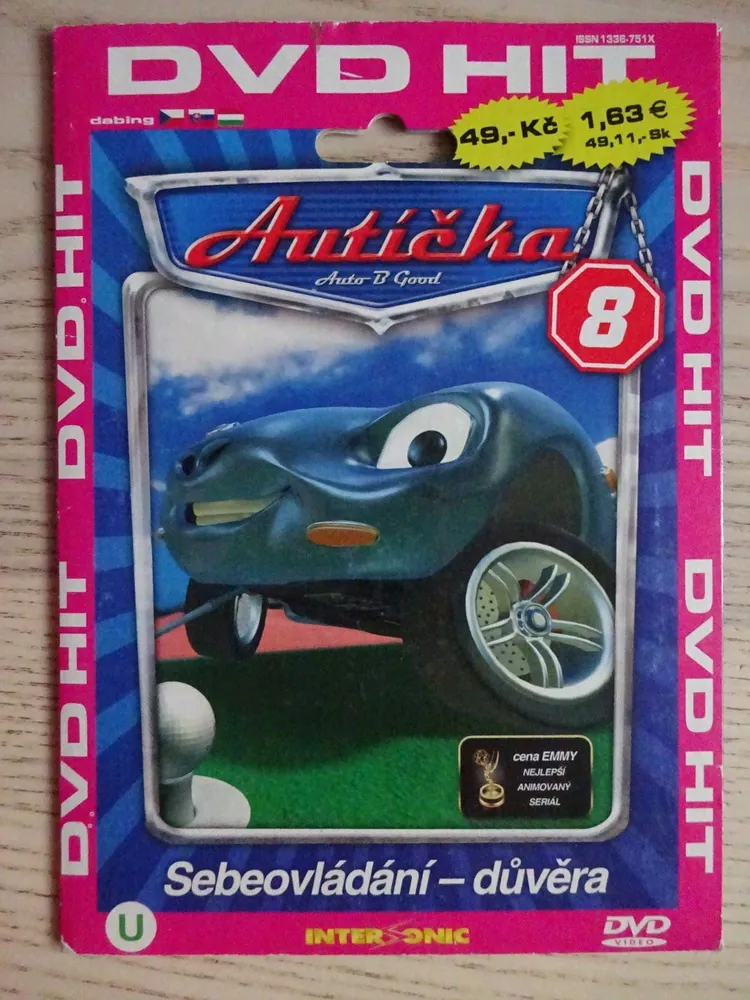 ISSN 1336-751X
DVD HIT
dabing
49,- Kč
1,63 €
49,11,- Sk
Autíčka
Auto B Good
8
DVD HIT
DVD HIT
DVD HIT
DVD HIT
cena EMMY
NEJLEPŠÍ
ANIMOVANÝ
SERIÁL
Sebeovládání – důvěra
U
INTERSONIC
DVD
VIDEO